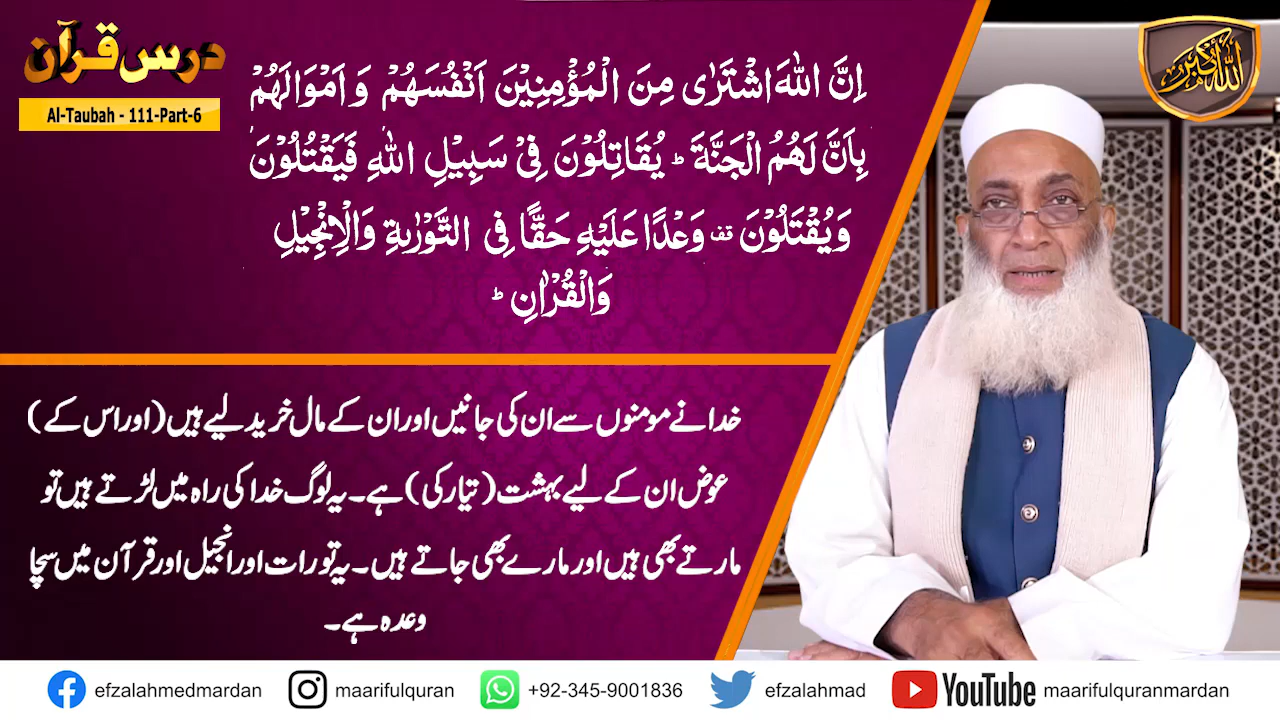 درس قرآن
Al-Taubah - 111-Part-6
اِنَّ اللّٰهَ اشْتَرٰى مِنَ الْمُؤْمِنِيْنَ اَنْفُسَهُمْ وَ اَمْوَالَهُمْ
بِاَنَّ لَهُمُ الْجَنَّةَ ؕ يُقَاتِلُوْنَ فِىْ سَبِيْلِ اللّٰهِ فَيَقْتُلُوْنَ
وَيُقْتَلُوْنَ قف وَعْدًا عَلَيْهِ حَقًّا فِى التَّوْرٰٮةِ وَالْاِنْجِيْلِ
وَالْقُرْاٰنِ ؕ
خدا نے مومنوں سے ان کی جانیں اور ان کے مال خرید لیے ہیں (اور اس کے)
عوض ان کے لیے بہشت (تیار کی) ہے۔ یہ لوگ خدا کی راہ میں لڑتے ہیں تو
مارتے بھی ہیں اور مارے بھی جاتے ہیں۔ یہ تورات اور انجیل اور قرآن میں سچا
وعدہ ہے۔
الله أكبر
efzalahmedmardan
maarifulquran
+92-345-9001836
efzalahmad
YouTube maarifulquranmardan